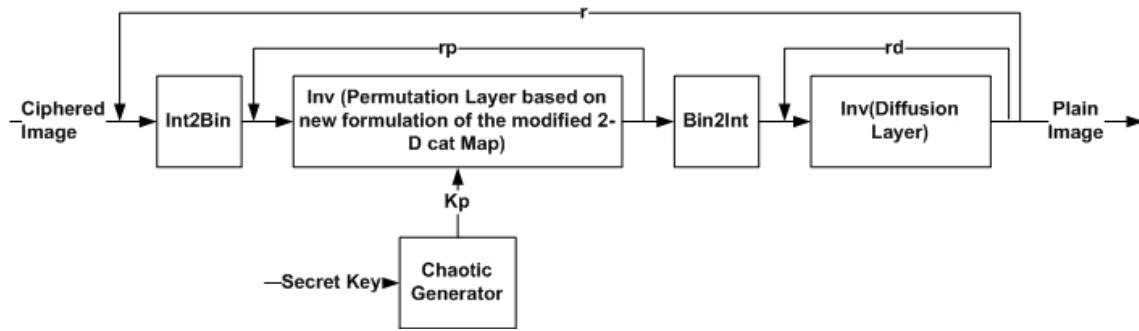 r
rp
rd
Ciphered
Image
Int2Bin
Inv (Permutation Layer based on
new formulation of the modified 2-
D cat Map)
Bin2Int
Inv(Diffusion
Layer)
Plain
Image
Kp
Secret Key
Chaotic
Generator